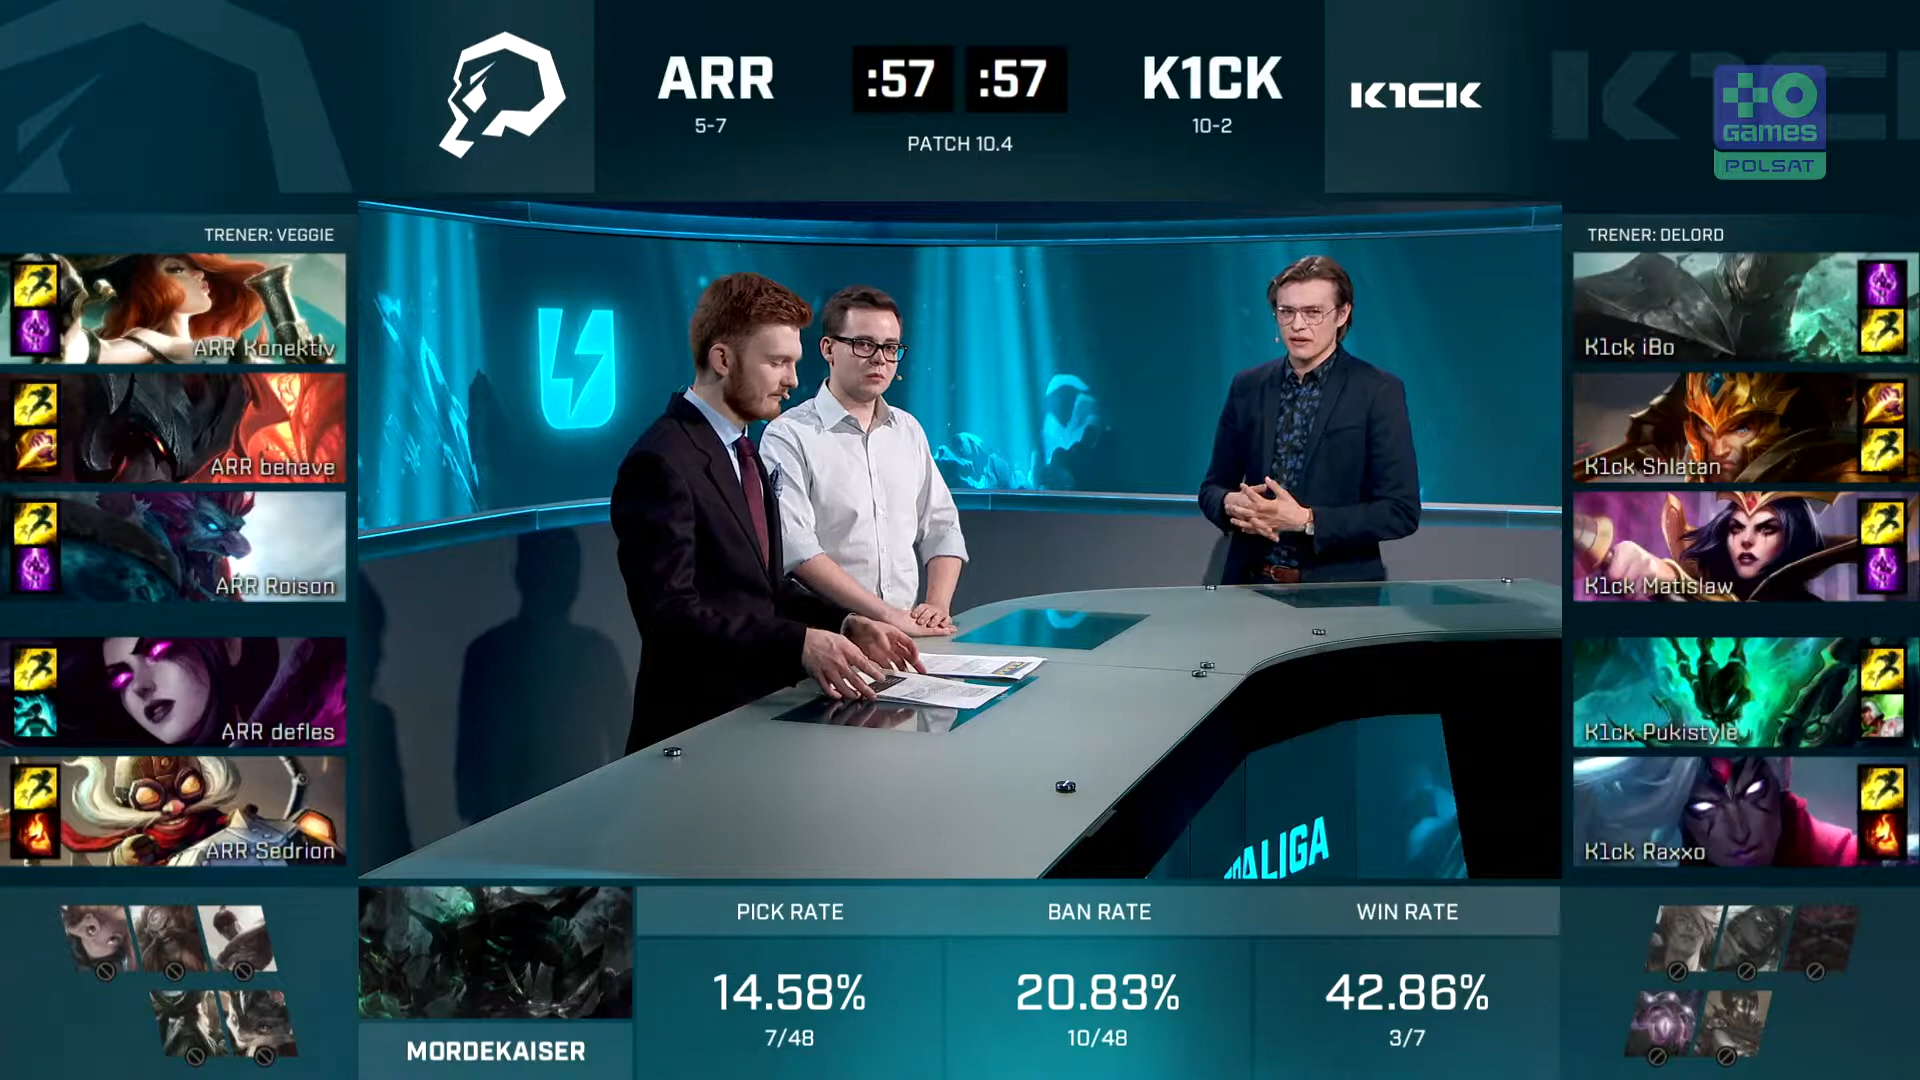 ARR
5-7
:57 :57
PATCH 10.4
K1CK
10-2
K1CK
K1CK
games
POLSAT
TRENER: VEGGIE
ARR Konektiv
ARR behave
ARR Roison
ARR defles
ARR Sedrion
TRENER: DELORD
K1ck iBo
K1ck Shlatan
K1ck Matislaw
K1ck Pukistyle
K1ck Raxxo
ALIGA
MORDEKAISER
PICK RATE
14.58%
7/48
BAN RATE
20.83%
10/48
WIN RATE
42.86%
3/7